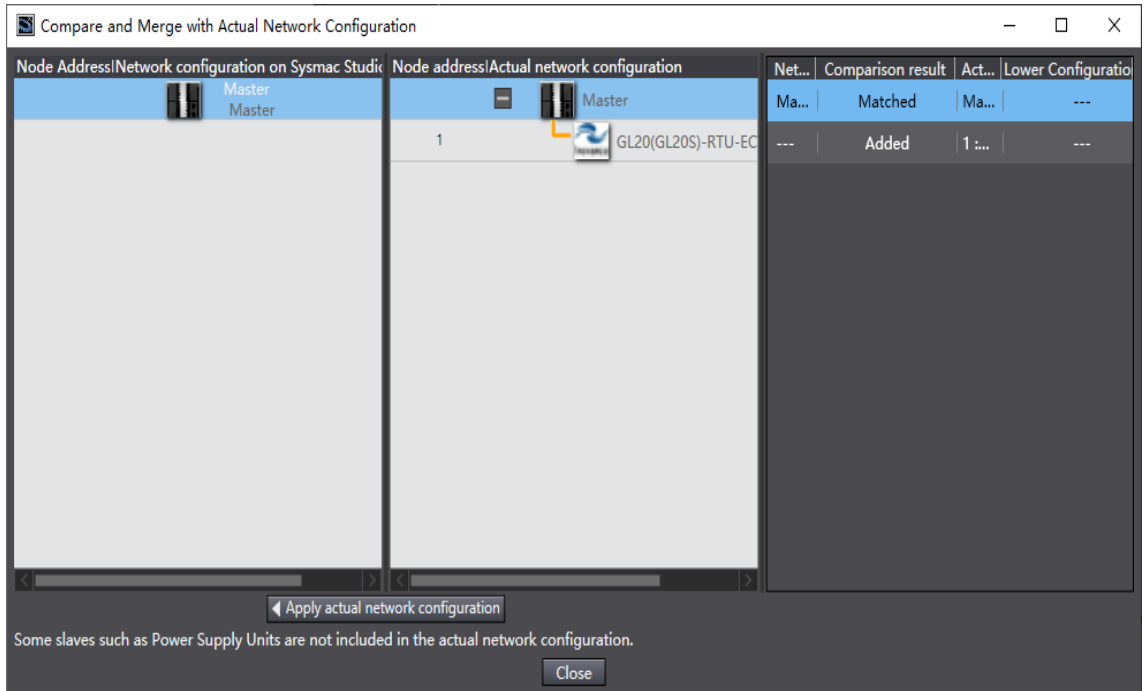 Compare and Merge with Actual Network Configuration
Node Address|Network configuration on Sysmac Studio
Node address|Actual network configuration
Net... Comparison result Act... Lower Configuratio
Master
Master
Master
Ma... Matched Ma... ---
1 GL20(GL20S)-RTU-EC
--- Added 1 :... ---
Apply actual network configuration
Some slaves such as Power Supply Units are not included in the actual network configuration.
Close